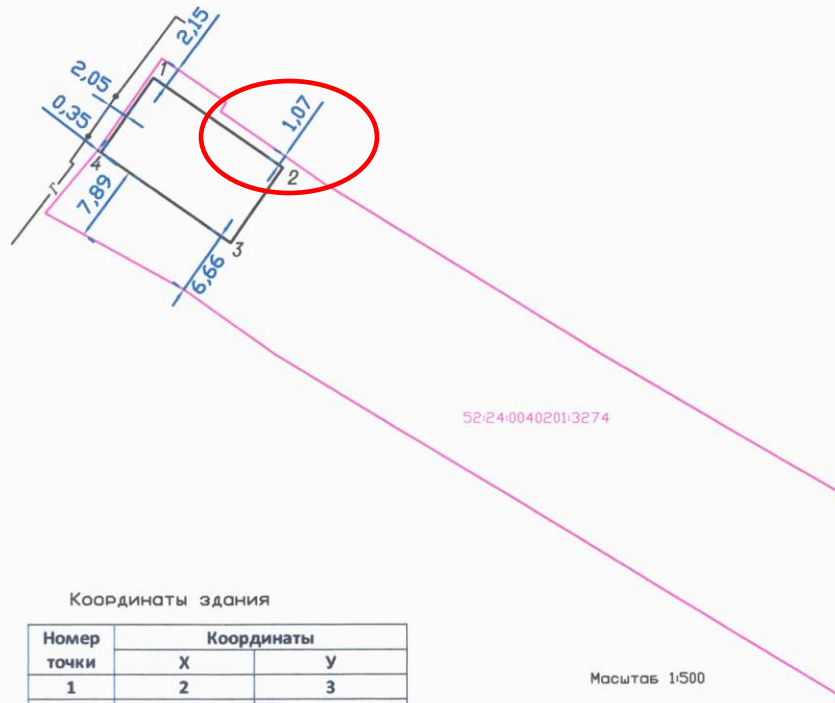 2,15
1
2,05
0,35
1,07
4
2
г
7,89
3
6,66
52:24:0040201:3274
Координаты здания
Номер точки Координаты
Х У
1 2 3
Масштаб 1:500